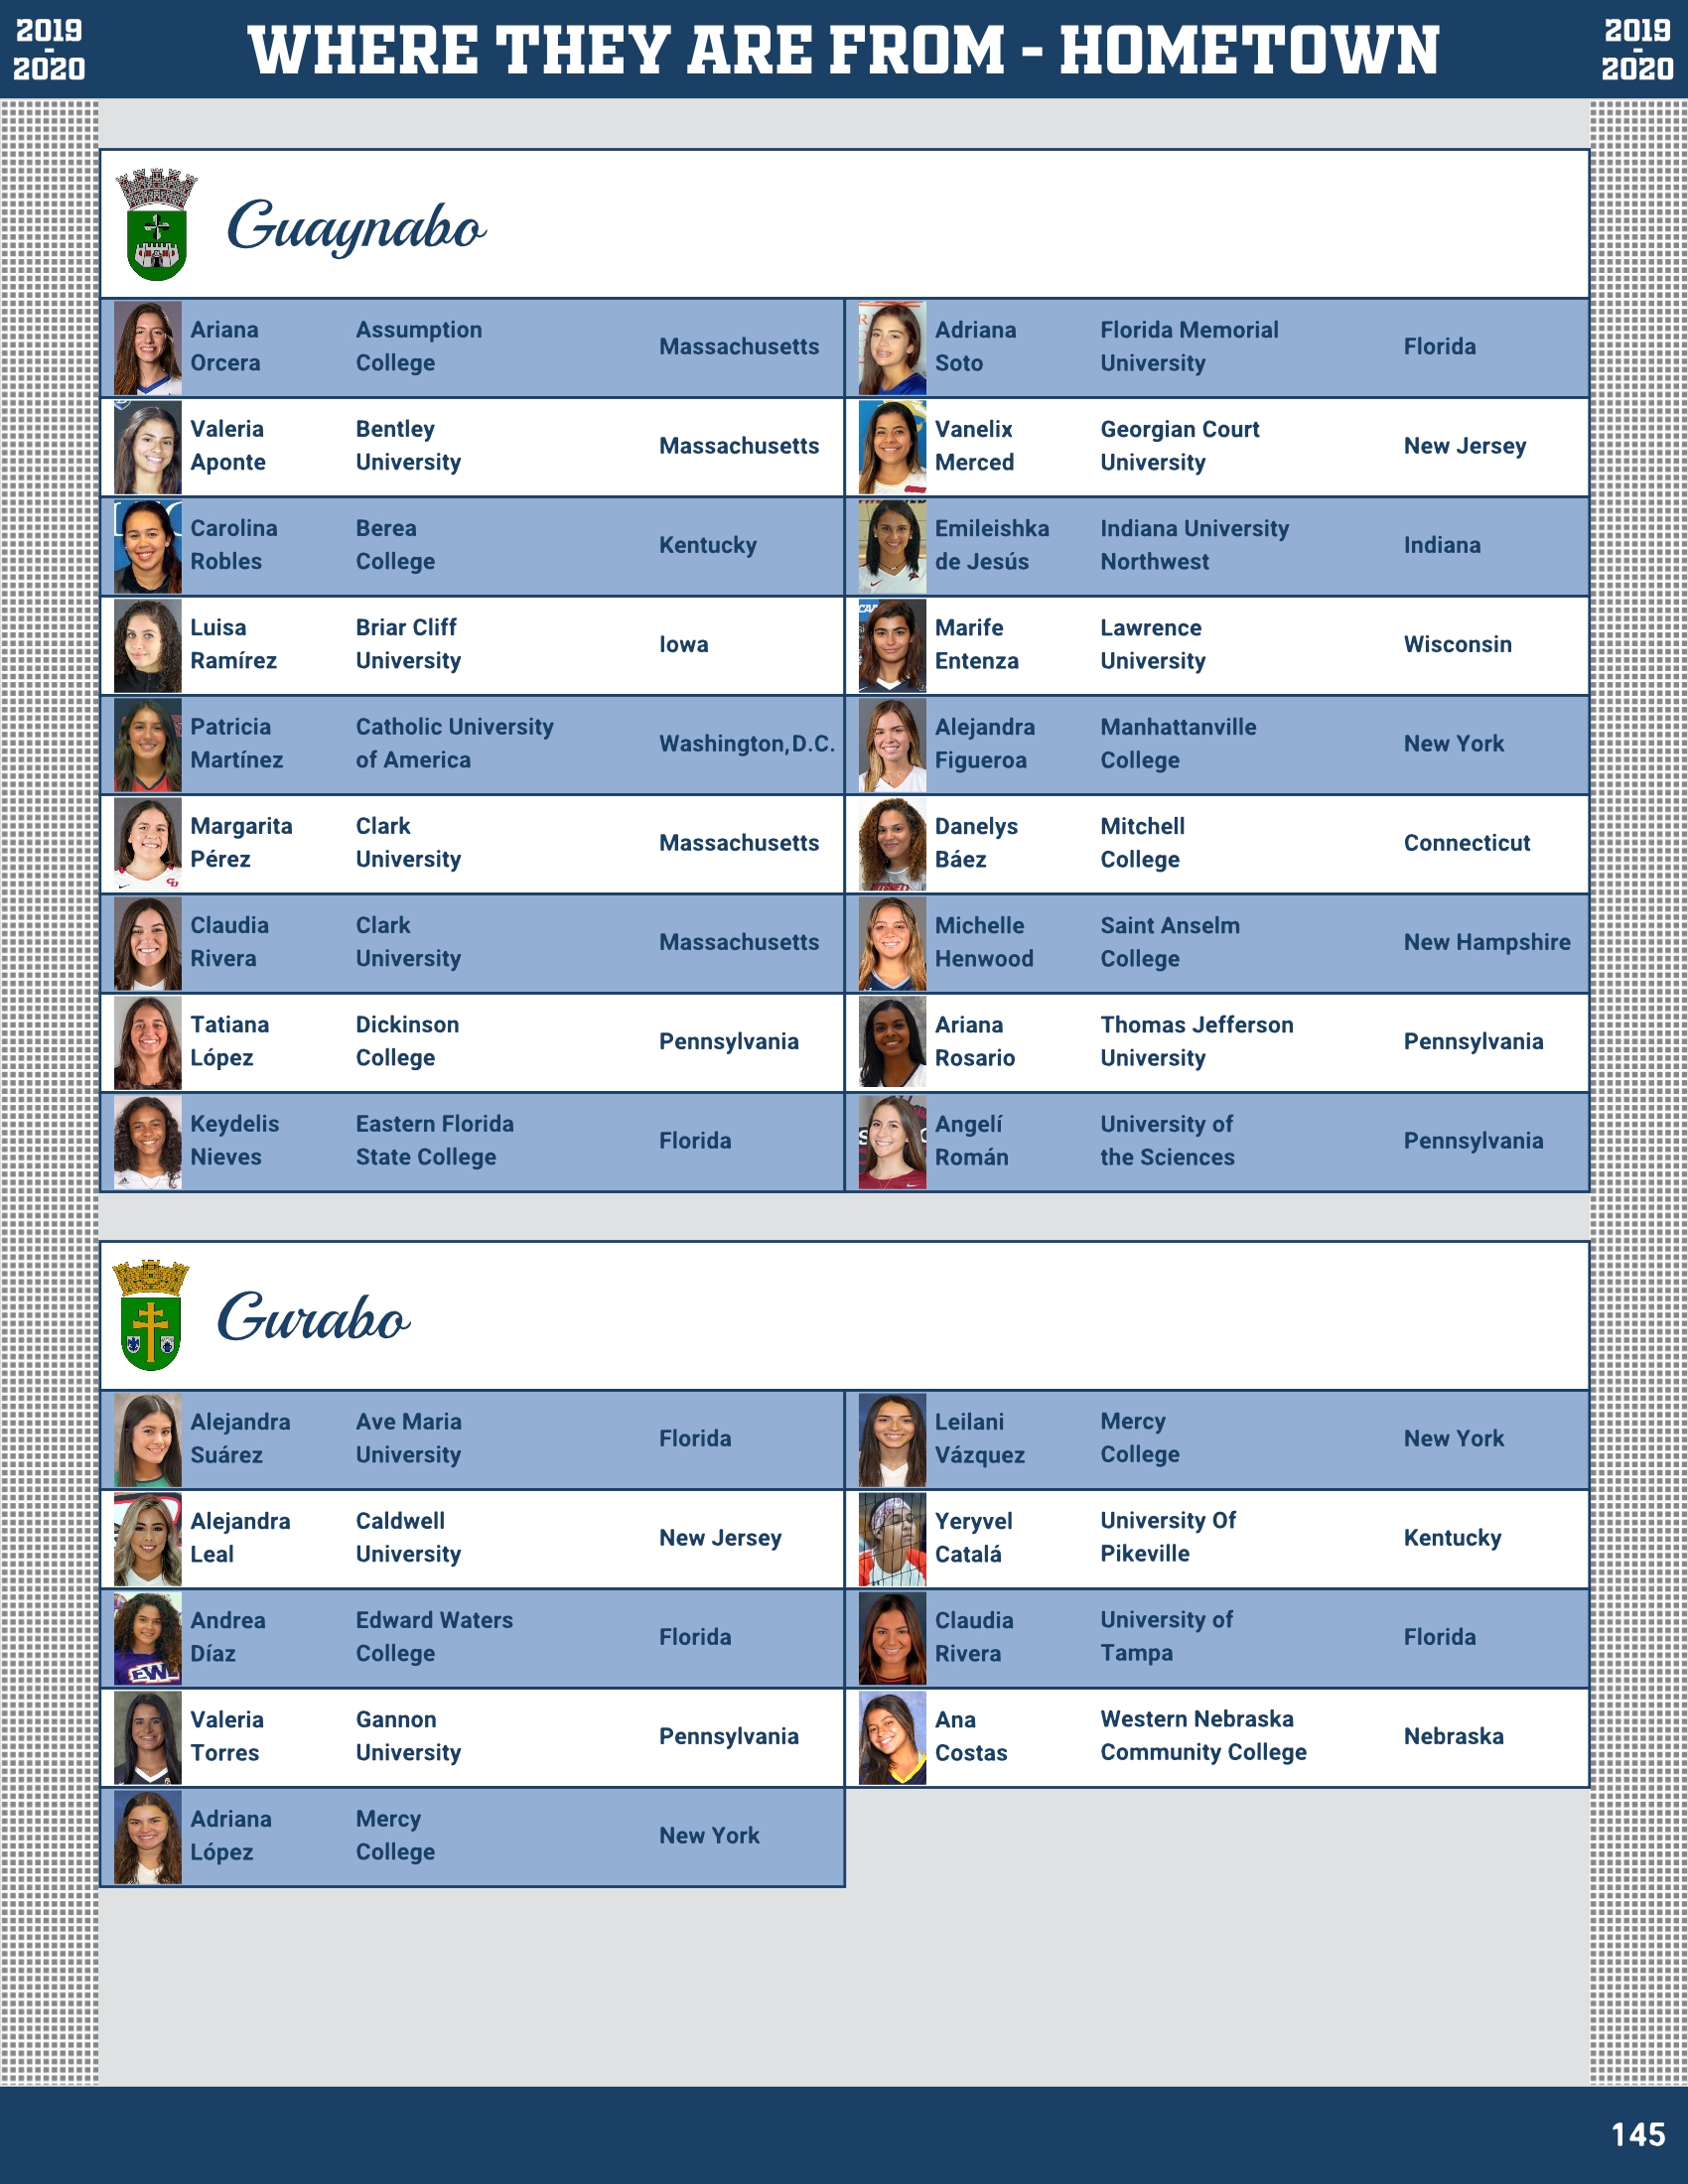 2019
-
2020
WHERE THEY ARE FROM - HOMETOWN
2019
-
2020
Guaynabo
Ariana
Orcera
Assumption
College
Massachusetts
Adriana
Soto
Florida Memorial
University
Florida
Valeria
Aponte
Bentley
University
Massachusetts
Vanelix
Merced
Georgian Court
University
New Jersey
Carolina
Robles
Berea
College
Kentucky
Emileishka
de Jesús
Indiana University
Northwest
Indiana
Luisa
Ramírez
Briar Cliff
University
Iowa
Marife
Entenza
Lawrence
University
Wisconsin
Patricia
Martínez
Catholic University
of America
Washington,D.C.
Alejandra
Figueroa
Manhattanville
College
New York
Margarita
Pérez
Clark
University
Massachusetts
Danelys
Báez
Mitchell
College
Connecticut
Claudia
Rivera
Clark
University
Massachusetts
Michelle
Henwood
Saint Anselm
College
New Hampshire
Tatiana
López
Dickinson
College
Pennsylvania
Ariana
Rosario
Thomas Jefferson
University
Pennsylvania
Keydelis
Nieves
Eastern Florida
State College
Florida
Angelí
Román
University of
the Sciences
Pennsylvania
Gurabo
Alejandra
Suárez
Ave Maria
University
Florida
Leilani
Vázquez
Mercy
College
New York
Alejandra
Leal
Caldwell
University
New Jersey
Yeryvel
Catalá
University Of
Pikeville
Kentucky
Andrea
Díaz
Edward Waters
College
Florida
Claudia
Rivera
University of
Tampa
Florida
Valeria
Torres
Gannon
University
Pennsylvania
Ana
Costas
Western Nebraska
Community College
Nebraska
Adriana
López
Mercy
College
New York
145